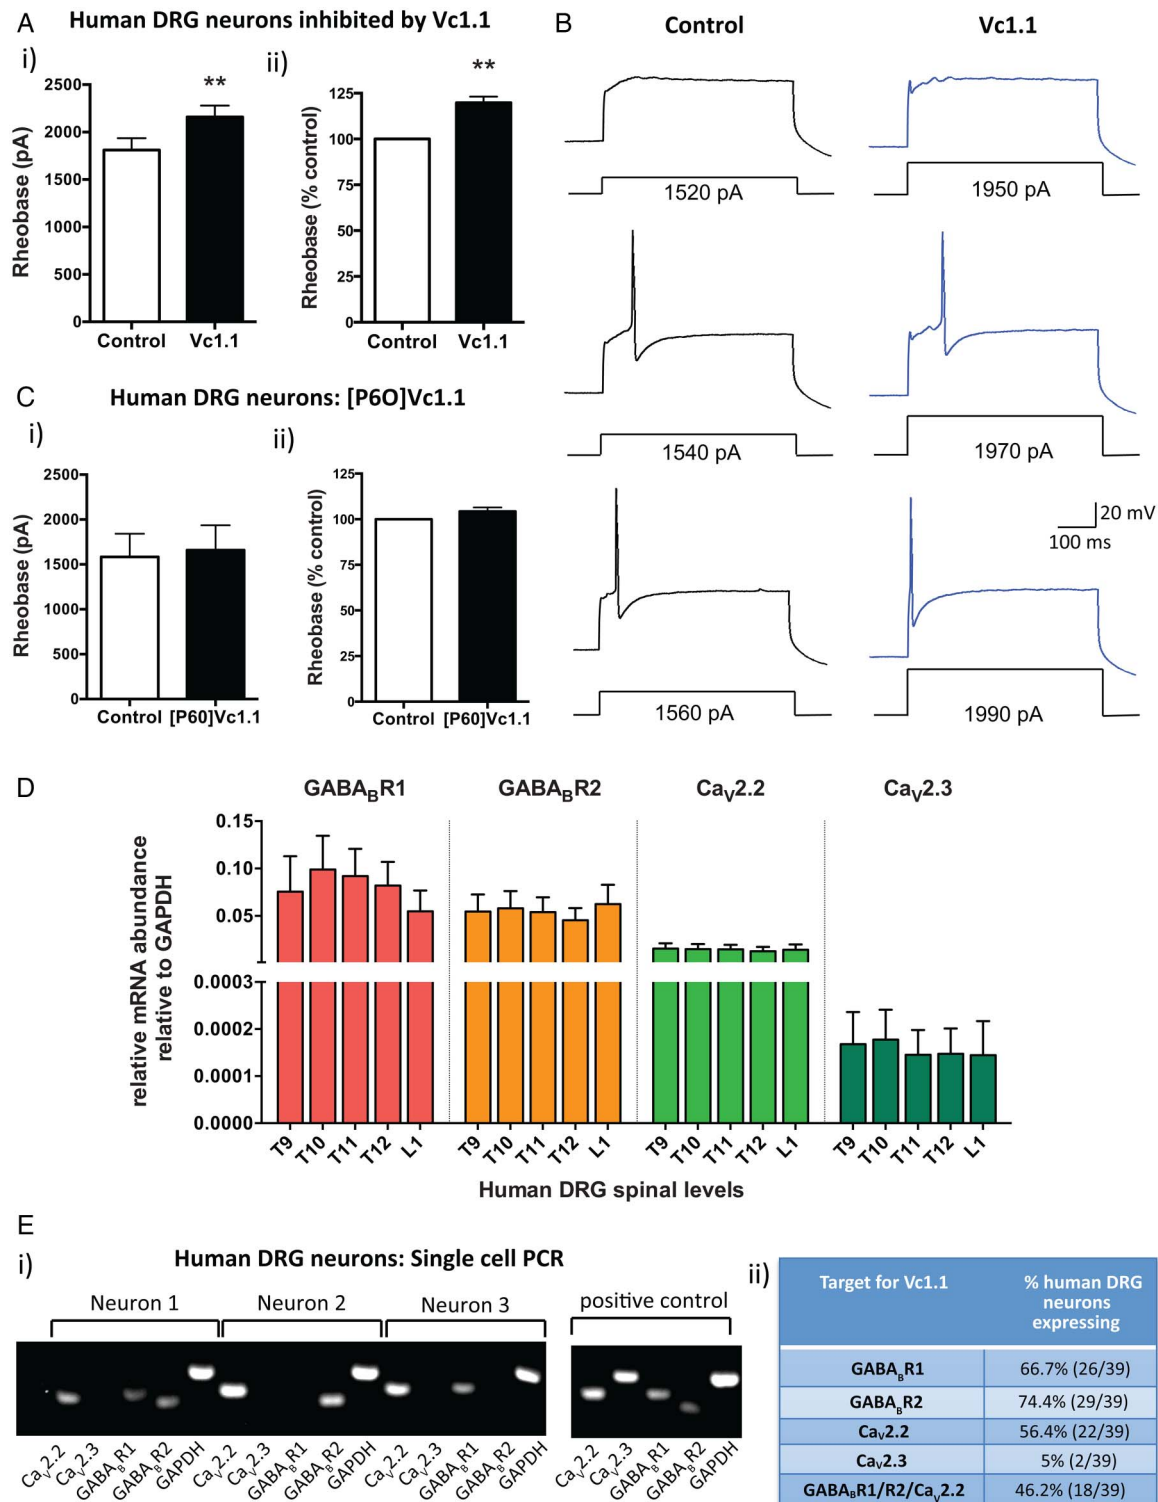 A Human DRG neurons inhibited by Vc1.1
i)
Rheobase (pA)
2500
2000
1500
1000
500
0
**
Control Vc1.1
ii)
Rheobase (% control)
125
100
75
50
25
0
**
Control Vc1.1
B
Control Vc1.1
1520 pA 1950 pA
1540 pA 1970 pA
1560 pA 1990 pA
20 mV
100 ms
C Human DRG neurons: [P6O]Vc1.1
i)
Rheobase (pA)
2500
2000
1500
1000
500
0
Control [P60]Vc1.1
ii)
Rheobase (% control)
125
100
75
50
25
0
Control [P60]Vc1.1
D
GABABR1 GABABR2 CaV2.2 CaV2.3
relative mRNA abundance
relative to GAPDH
0.15
0.10
0.05
0.0003
0.0002
0.0001
0.0000
T9 T10 T11 T12 L1 T9 T10 T11 T12 L1 T9 T10 T11 T12 L1 T9 T10 T11 T12 L1
Human DRG spinal levels
E
i) Human DRG neurons: Single cell PCR
Neuron 1 Neuron 2 Neuron 3 positive control
CaV2.2 CaV2.3 GABABR1 GABABR2 GAPDH CaV2.2 CaV2.3 GABABR1 GABABR2 GAPDH CaV2.2 CaV2.3 GABABR1 GABABR2 GAPDH CaV2.2 CaV2.3 GABABR1 GABABR2 GAPDH
ii)
Target for Vc1.1 % human DRG
neurons
expressing
GABABR1 66.7% (26/39)
GABABR2 74.4% (29/39)
CaV2.2 56.4% (22/39)
CaV2.3 5% (2/39)
GABABR1/R2/CaV2.2 46.2% (18/39)